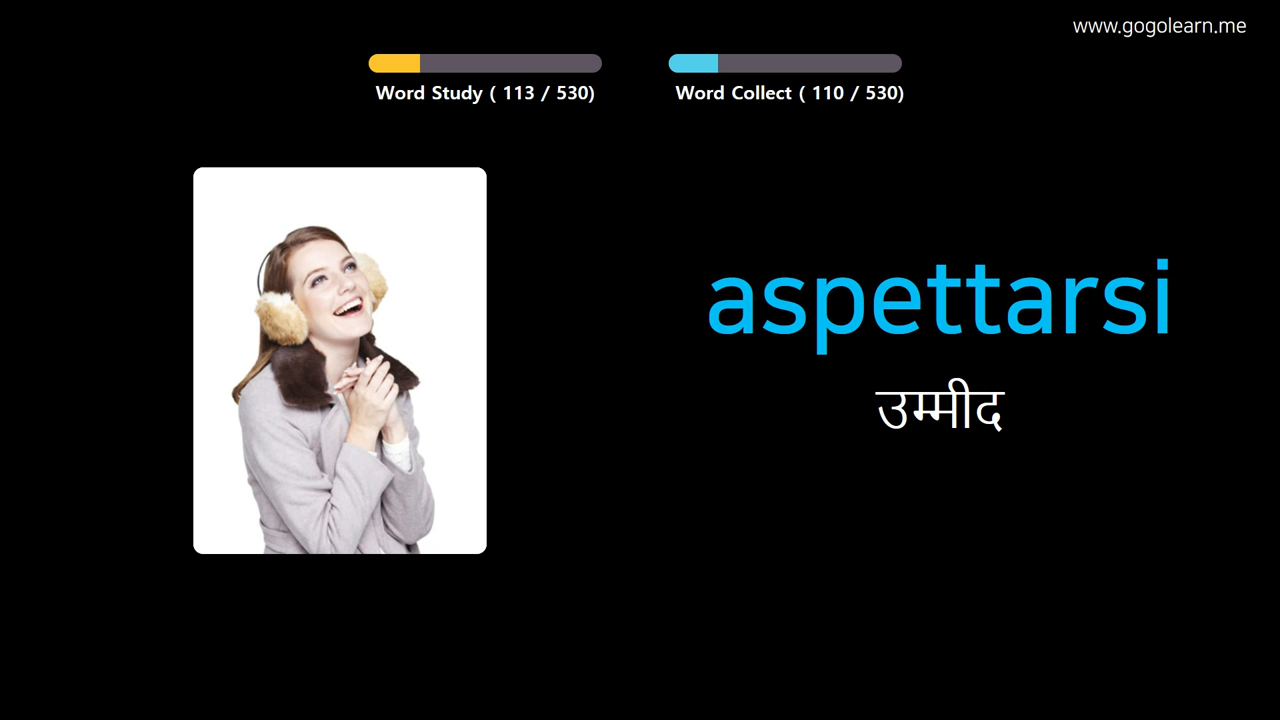 www.gogolearn.me
Word Study ( 113 / 530)
Word Collect ( 110 / 530)
aspettarsi
उम्मीद